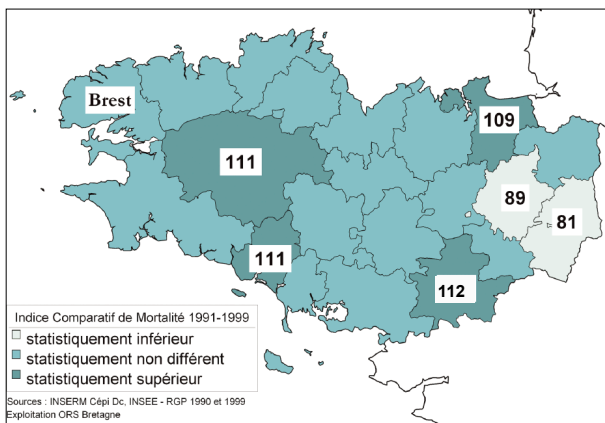 Brest
109
111
89
81
111
112
Indice Comparatif de Mortalité 1991-1999
statistiquement inférieur
statistiquement non différent
statistiquement supérieur
Sources : INSERM Cépi Dc, INSEE - RGP 1990 et 1999
Exploitation ORS Bretagne